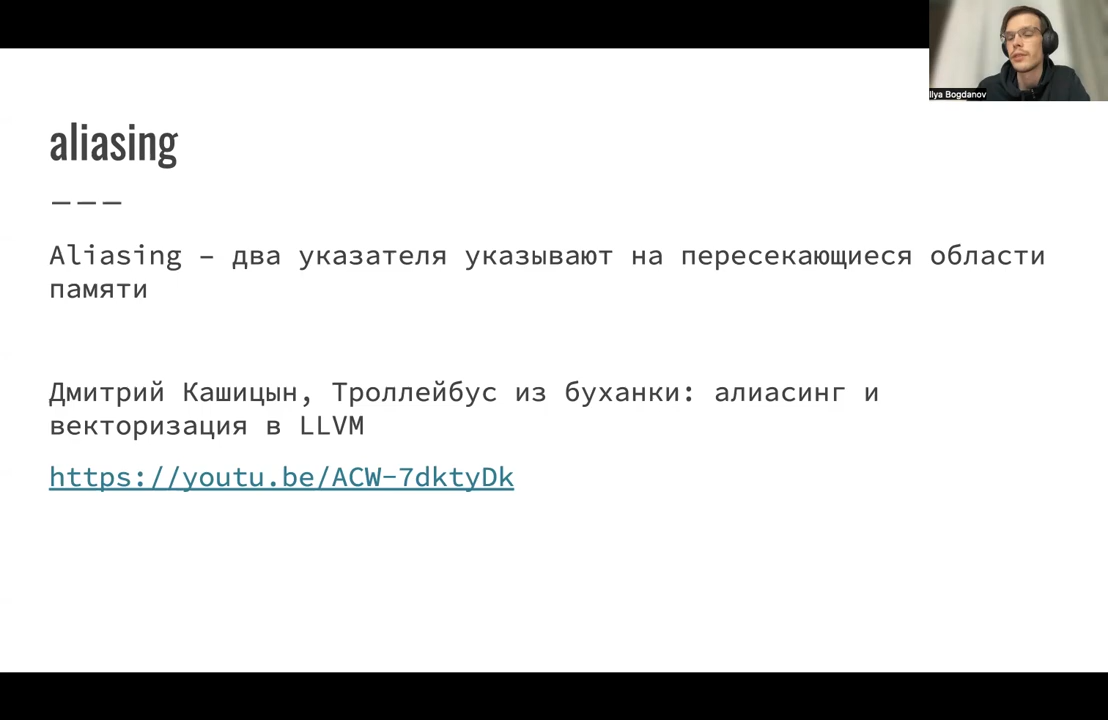 Ilya Bogdanov
aliasing
———
Aliasing – два указателя указывают на пересекающиеся области
памяти
Дмитрий Кашицын, Троллейбус из буханки: алиасинг и
векторизация в LLVM
https://youtu.be/ACW-7dktyDk